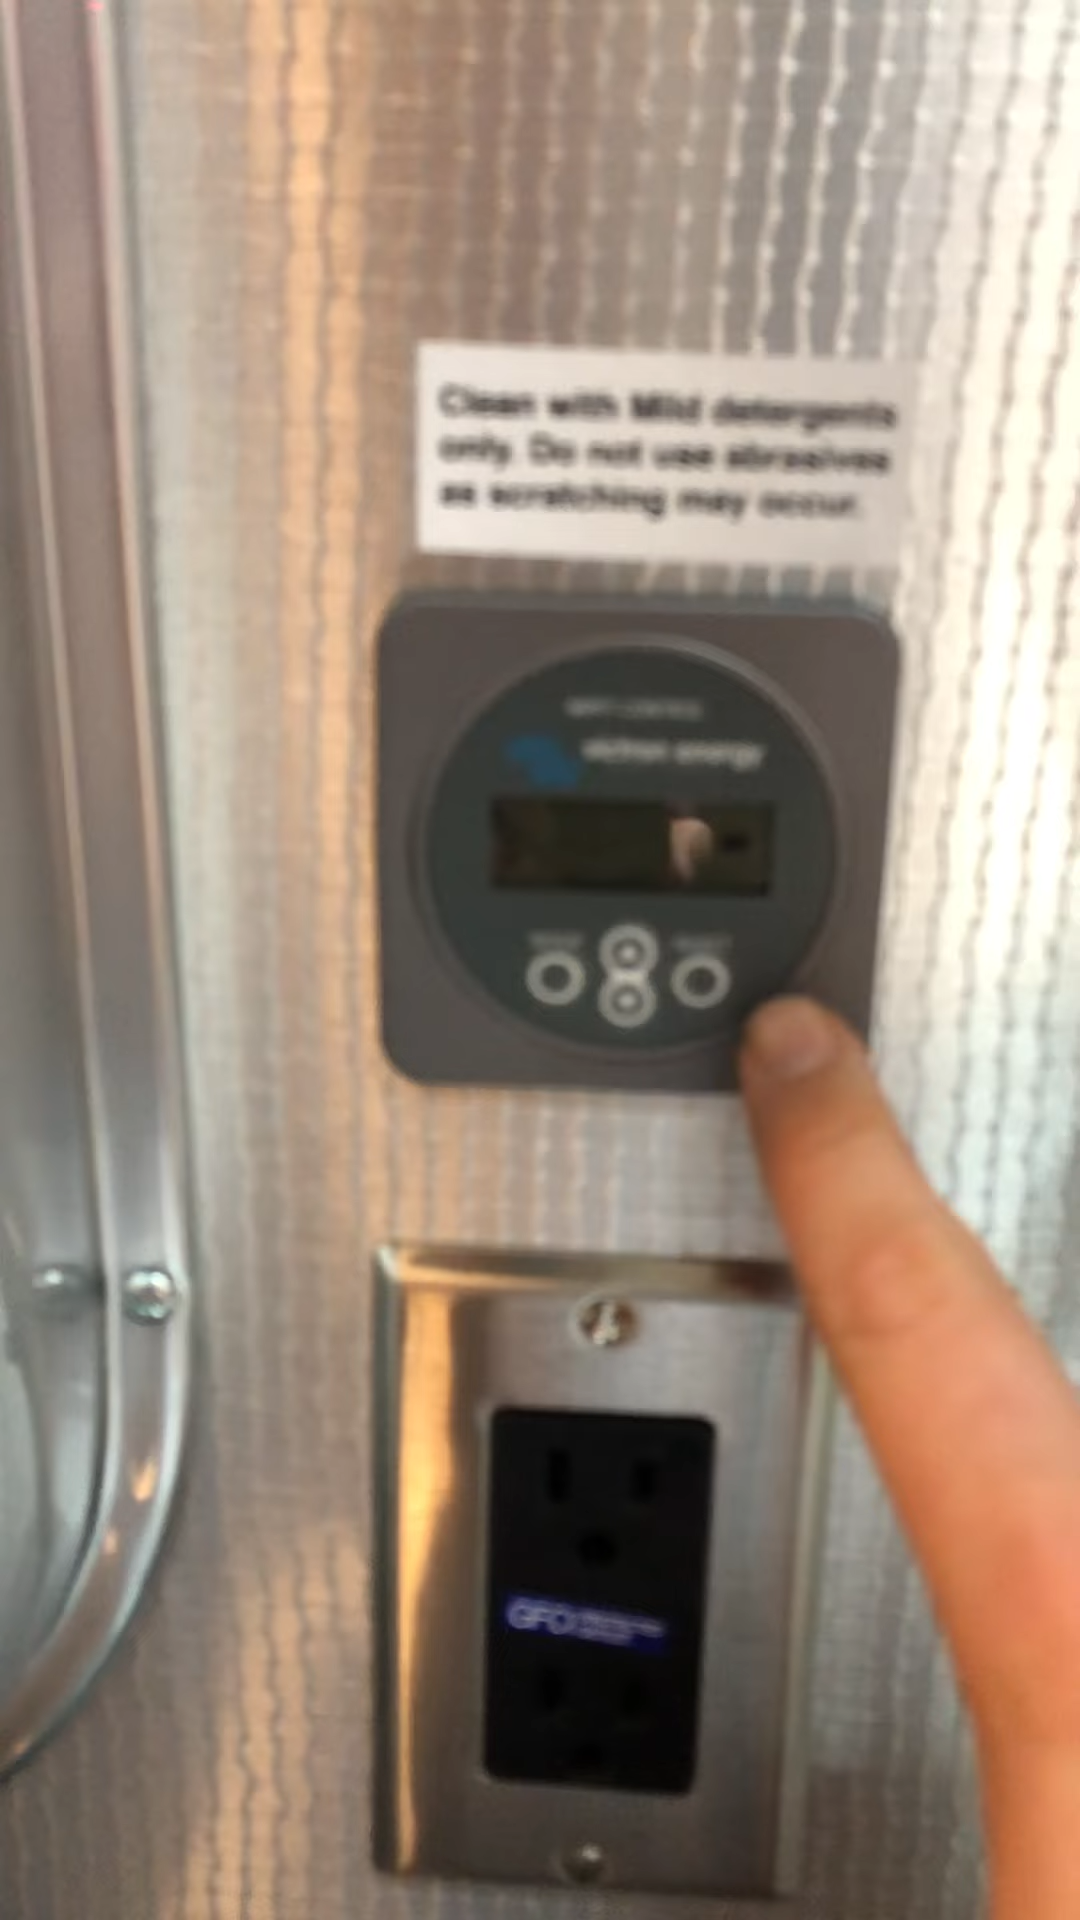 Clean with Mild detergents
only. Do not use abrasives
as scratching may occur.
victron energy
GFCI